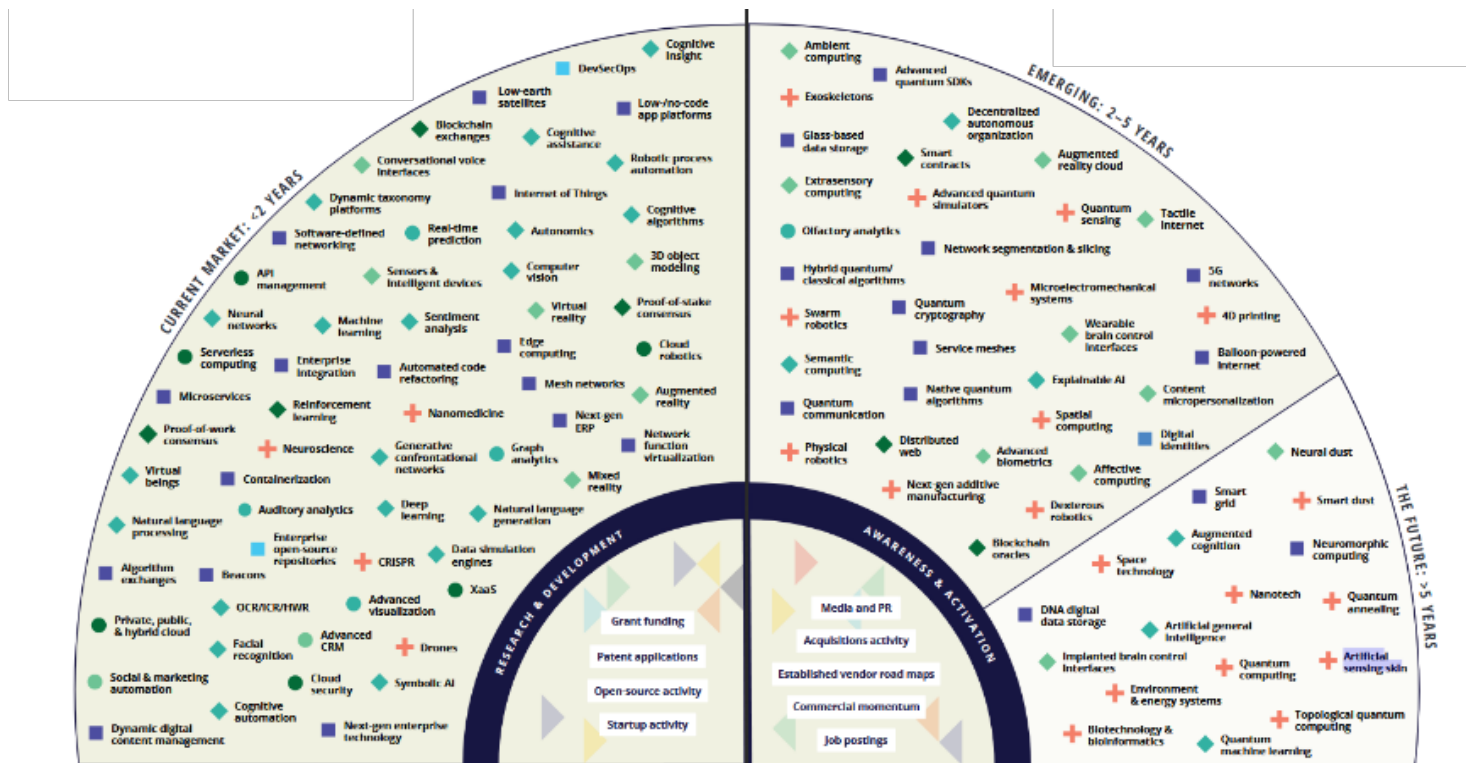 CURRENT MARKET: <2 YEARS
Cognitive
insight
DevSecOps
Low-earth
satellites
Low-/no-code
app platforms
Blockchain
exchanges
Cognitive
assistance
Conversational voice
interfaces
Robotic process
automation
Dynamic taxonomy
platforms
Internet of Things
Cognitive
algorithms
Software-defined
networking
Real-time
prediction
Autonomics
API
management
Sensors &
intelligent devices
Computer
vision
3D object
modeling
Neural
networks
Machine
learning
Sentiment
analysis
Virtual
reality
Proof-of-stake
consensus
Serverless
computing
Enterprise
integration
Automated code
refactoring
Edge
computing
Cloud
robotics
Microservices
Reinforcement
learning
Nanomedicine
Mesh networks
Augmented
reality
Proof-of-work
consensus
Neuroscience
Generative
confrontational
networks
Graph
analytics
Next-gen
ERP
Network
function
virtualization
Virtual
beings
Containerization
Mixed
reality
Natural language
processing
Auditory analytics
Deep
learning
Natural language
generation
Algorithm
exchanges
Beacons
Enterprise
open-source
repositories
CRISPR
Data simulation
engines
Private, public,
& hybrid cloud
OCR/ICR/HWR
Advanced
visualization
XaaS
Facial
recognition
Advanced
CRM
Drones
Social & marketing
automation
Cloud
security
Symbolic AI
Cognitive
automation
Dynamic digital
content management
Next-gen enterprise
technology
RESEARCH & DEVELOPMENT
Grant funding
Patent applications
Open-source activity
Startup activity
AWARENESS & ACTIVATION
Media and PR
Acquisitions activity
Established vendor road maps
Commercial momentum
Job postings
EMERGING: 2–5 YEARS
Ambient
computing
Advanced
quantum SDKs
Exoskeletons
Decentralized
autonomous
organization
Glass-based
data storage
Smart
contracts
Augmented
reality cloud
Extrasensory
computing
Advanced quantum
simulators
Quantum
sensing
Tactile
internet
Olfactory analytics
Network segmentation & slicing
Hybrid quantum/
classical algorithms
Quantum
cryptography
Microelectromechanical
systems
5G
networks
Swarm
robotics
Service meshes
Wearable
brain control
interfaces
4D printing
Semantic
computing
Native quantum
algorithms
Explainable AI
Balloon-powered
internet
Quantum
communication
Spatial
computing
Content
micropersonalization
Physical
robotics
Distributed
web
Advanced
biometrics
Digital
identities
Next-gen additive
manufacturing
Affective
computing
Dexterous
robotics
Blockchain
oracles
THE FUTURE: >5 YEARS
Neural dust
Smart
grid
Smart dust
Augmented
cognition
Neuromorphic
computing
Space
technology
Nanotech
Quantum
annealing
DNA digital
data storage
Artificial general
intelligence
Implanted brain control
interfaces
Quantum
computing
Artificial
sensing skin
Environment
& energy systems
Topological quantum
computing
Biotechnology &
bioinformatics
Quantum
machine learning